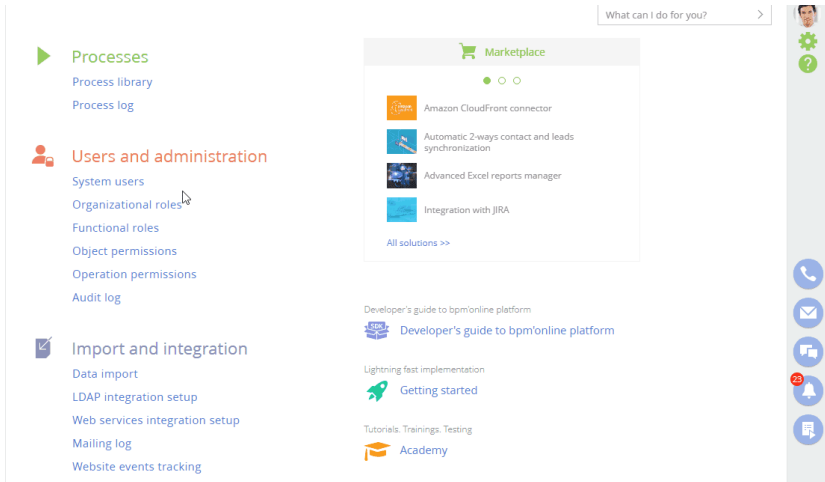 What can I do for you?
Processes
Process library
Process log
Users and administration
System users
Organizational roles
Functional roles
Object permissions
Operation permissions
Audit log
Import and integration
Data import
LDAP integration setup
Web services integration setup
Mailing log
Website events tracking
Marketplace
Amazon CloudFront connector
Automatic 2-ways contact and leads
synchronization
Advanced Excel reports manager
Integration with JIRA
All solutions >>
Developer's guide to bpm'online platform
SDK
Developer's guide to bpm'online platform
Lightning fast implementation
Getting started
Tutorials. Trainings. Testing
Academy
?
23